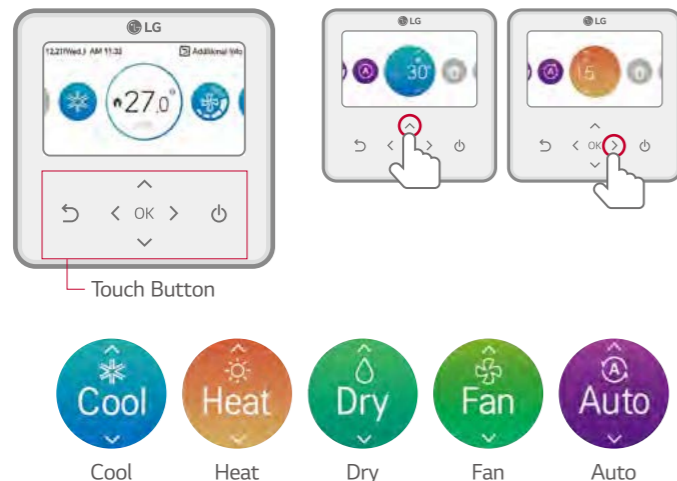 LG
12.21(Wed.) AM 11:32 Additional Info
27.0°
OK
Touch Button
LG
30°
LG
15
OK
Cool
Heat
Dry
A
Auto
Fan
Cool
Heat
Dry
Fan
Auto